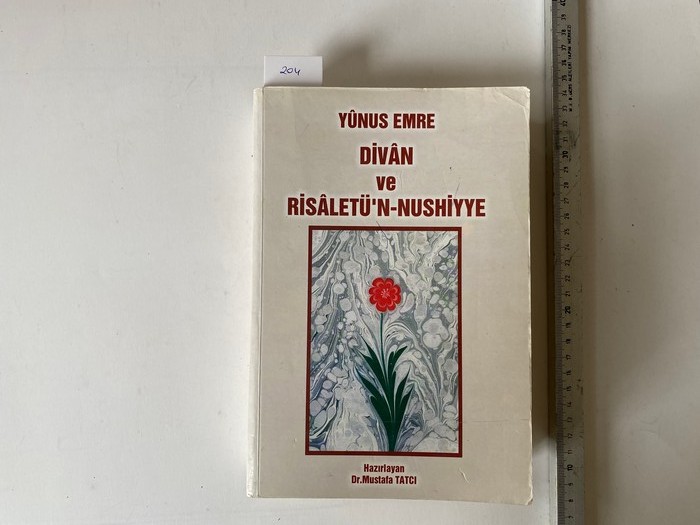 204
YÛNUS EMRE
DİVÂN
ve
RİSÂLETÜ'N-NUSHİYYE
Hazırlayan
Dr.Mustafa TATCI